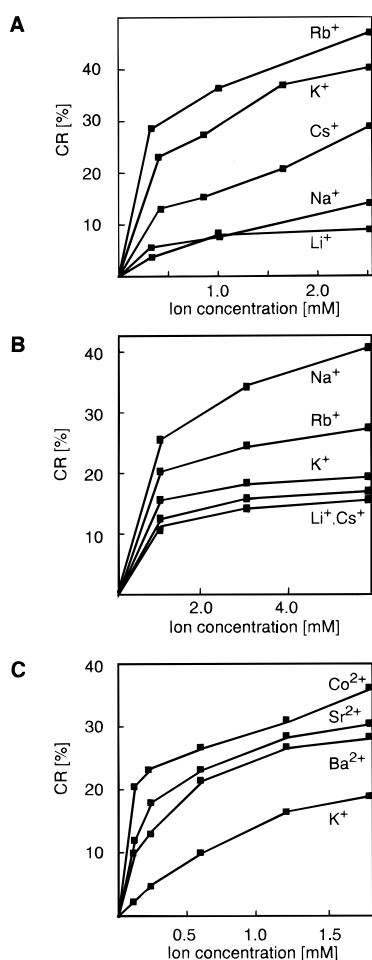 A
CR [%]
40
30
20
10
Rb⁺
K⁺
Cs⁺
Na⁺
Li⁺
1.0 2.0
Ion concentration [mM]
B
CR [%]
40
30
20
10
Na⁺
Rb⁺
K⁺
Li⁺.Cs⁺
2.0 4.0
Ion concentration [mM]
C
CR [%]
40
30
20
10
Co²⁺
Sr²⁺
Ba²⁺
K⁺
0.5 1.0 1.5
Ion concentration [mM]